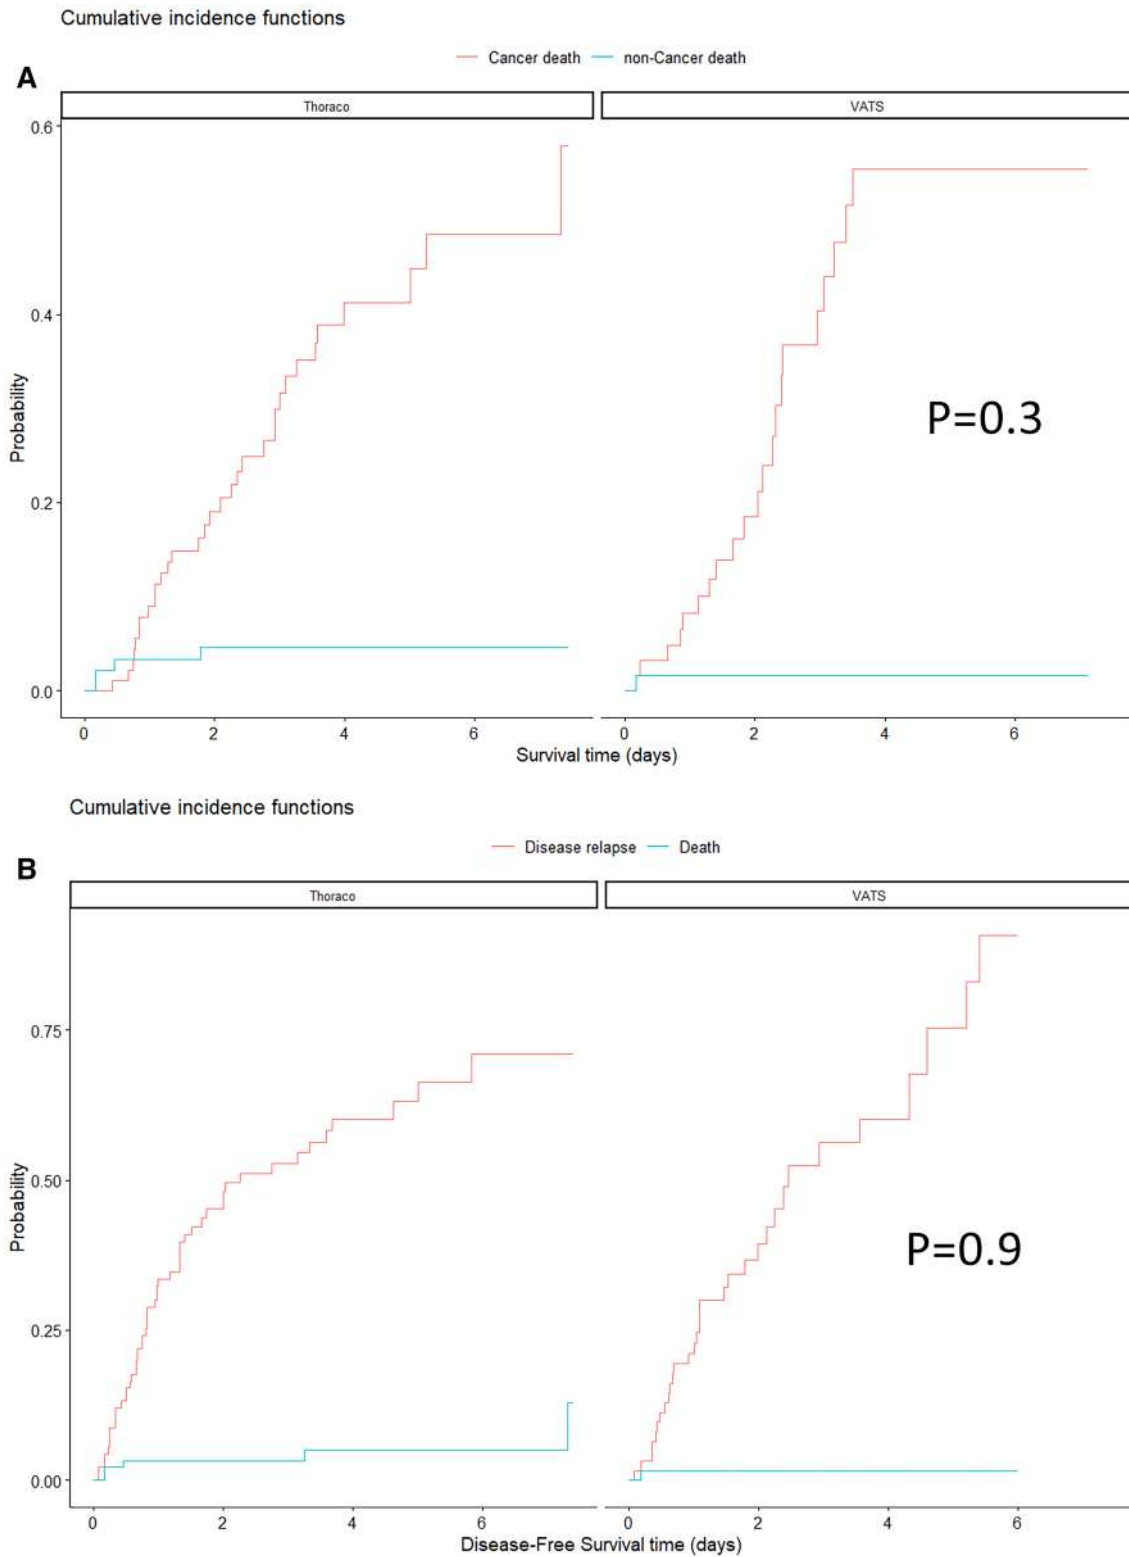 Cumulative incidence functions
Cancer death non-Cancer death
A
Thoraco VATS
0.6
0.4
0.2
0.0
Probability
P=0.3
0 2 4 6 0 2 4 6
Survival time (days)
Cumulative incidence functions
Disease relapse Death
B
Thoraco VATS
0.75
0.50
0.25
0.00
Probability
P=0.9
0 2 4 6 0 2 4 6
Disease-Free Survival time (days)